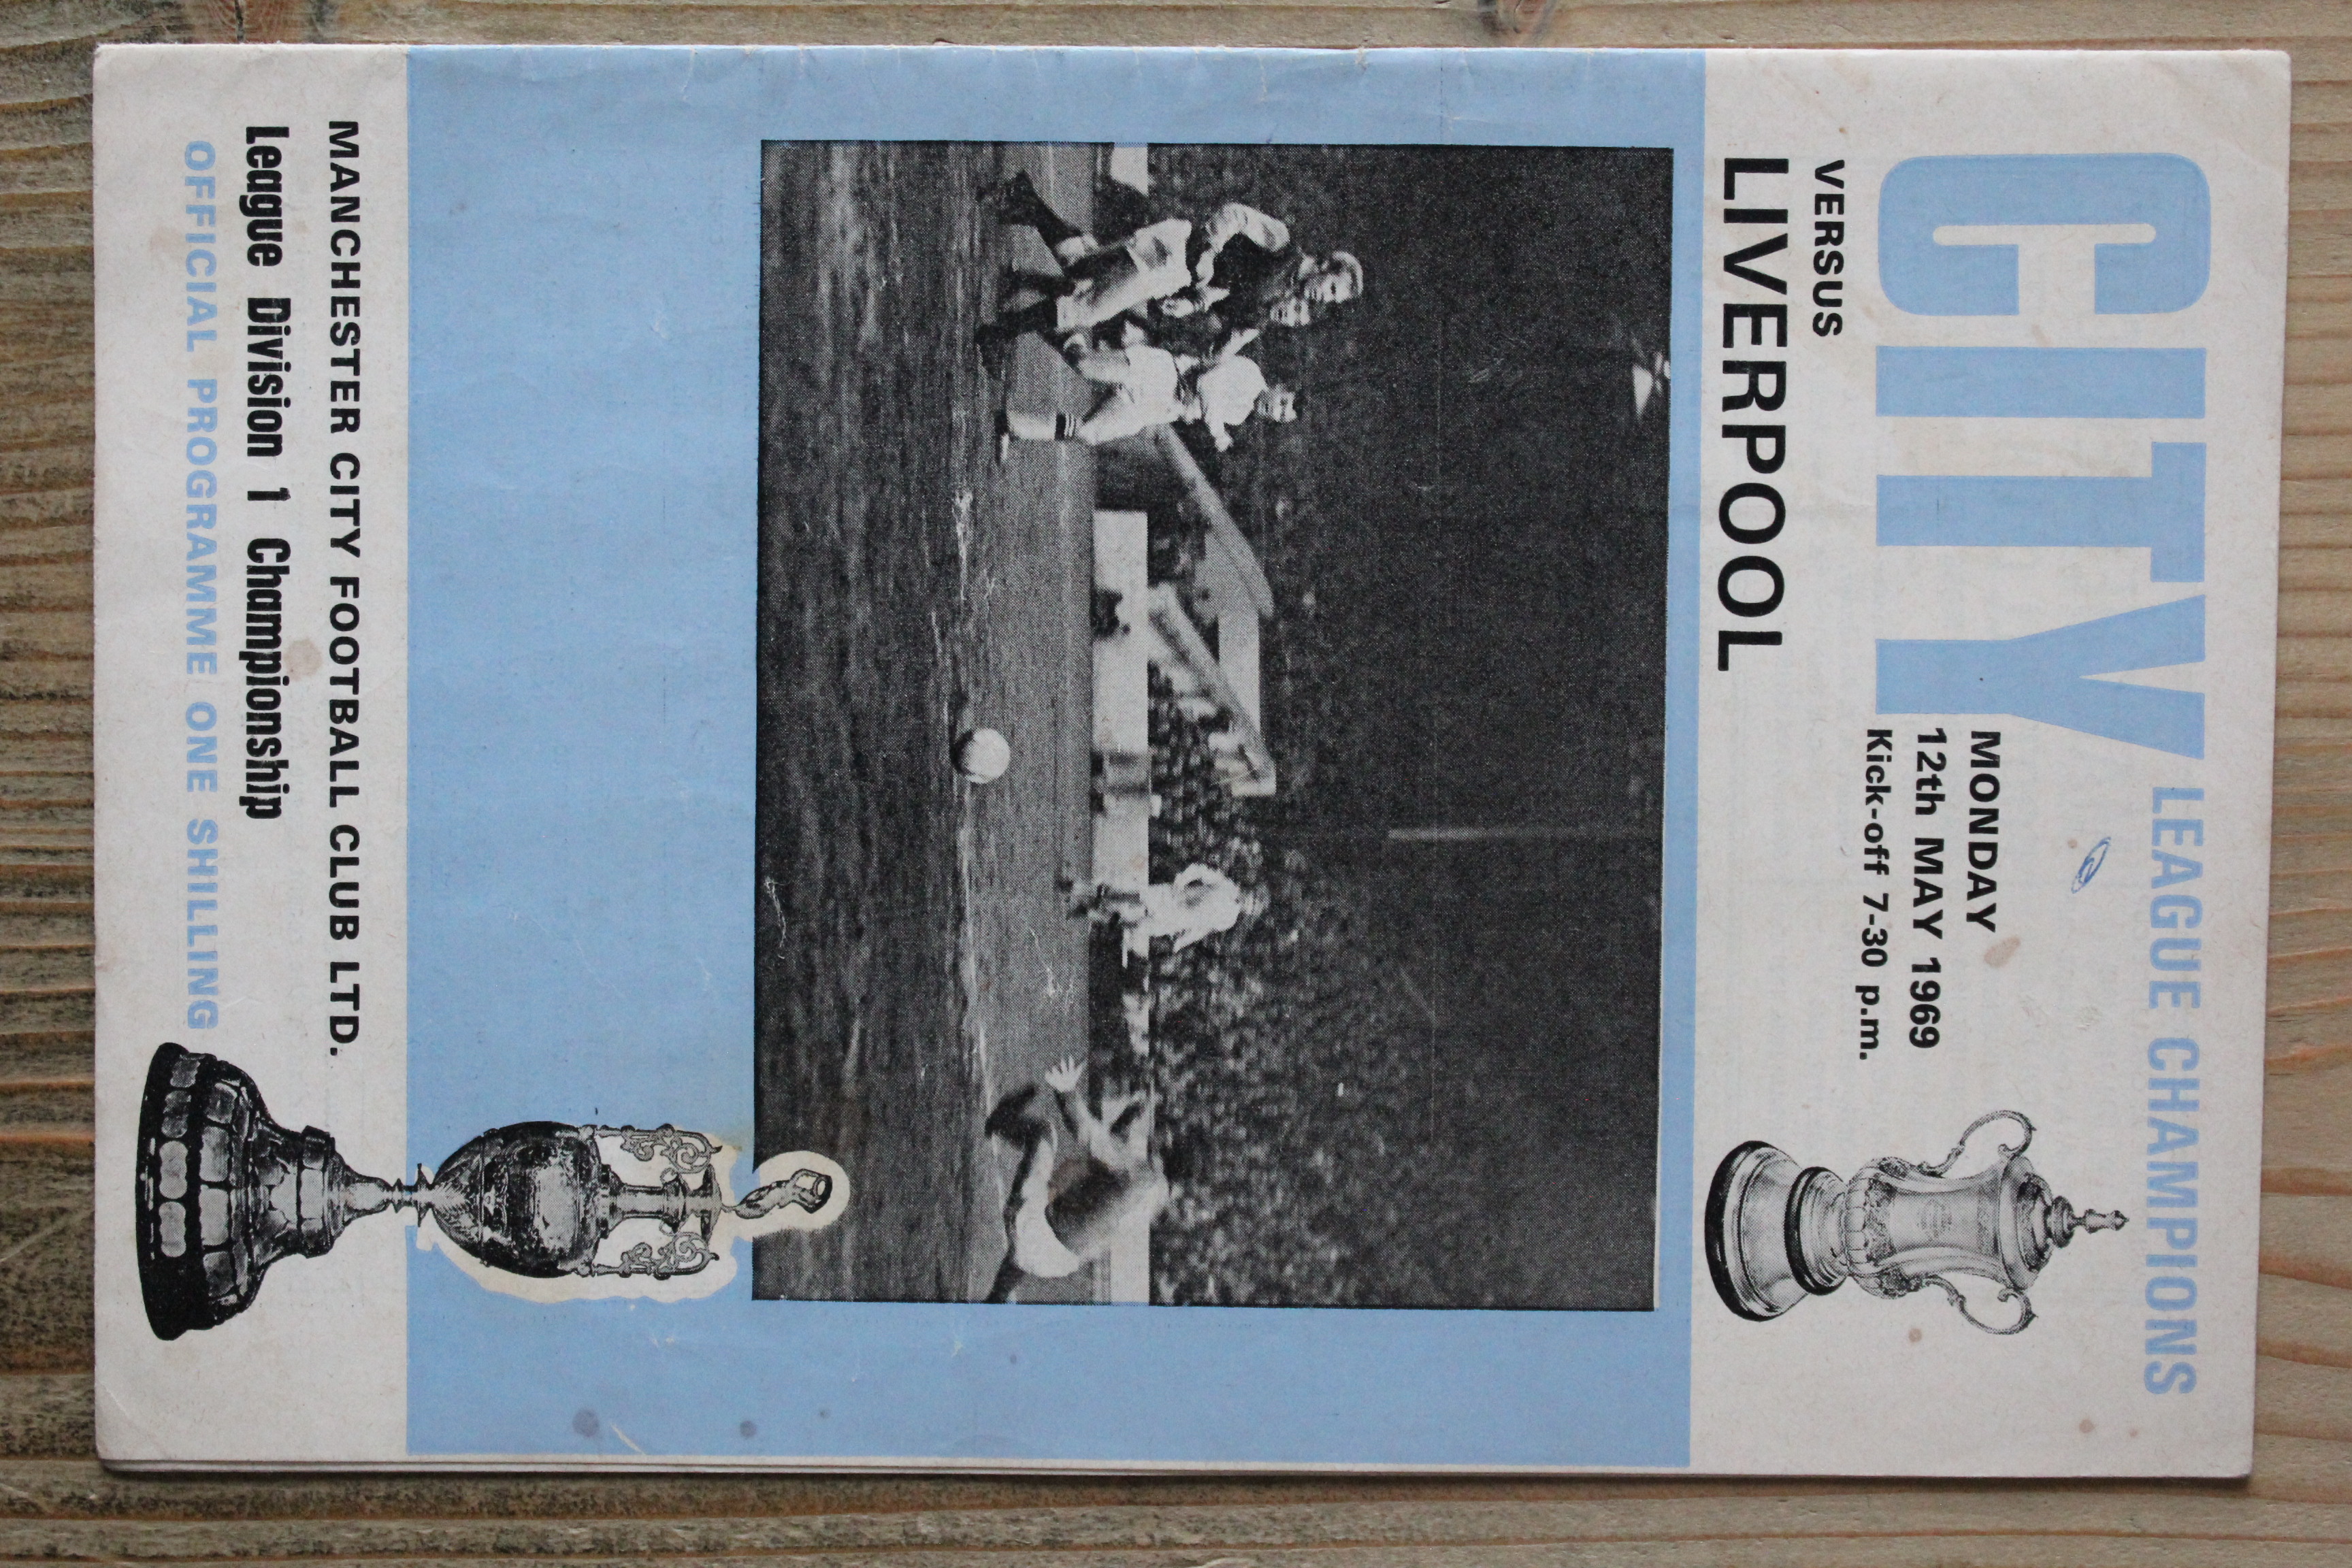 CITY
LEAGUE CHAMPIONS
MONDAY
12th MAY 1969
Kick-off 7-30 p.m.
VERSUS
LIVERPOOL
MANCHESTER CITY FOOTBALL CLUB LTD.
League Division 1 Championship
OFFICIAL PROGRAMME ONE SHILLING